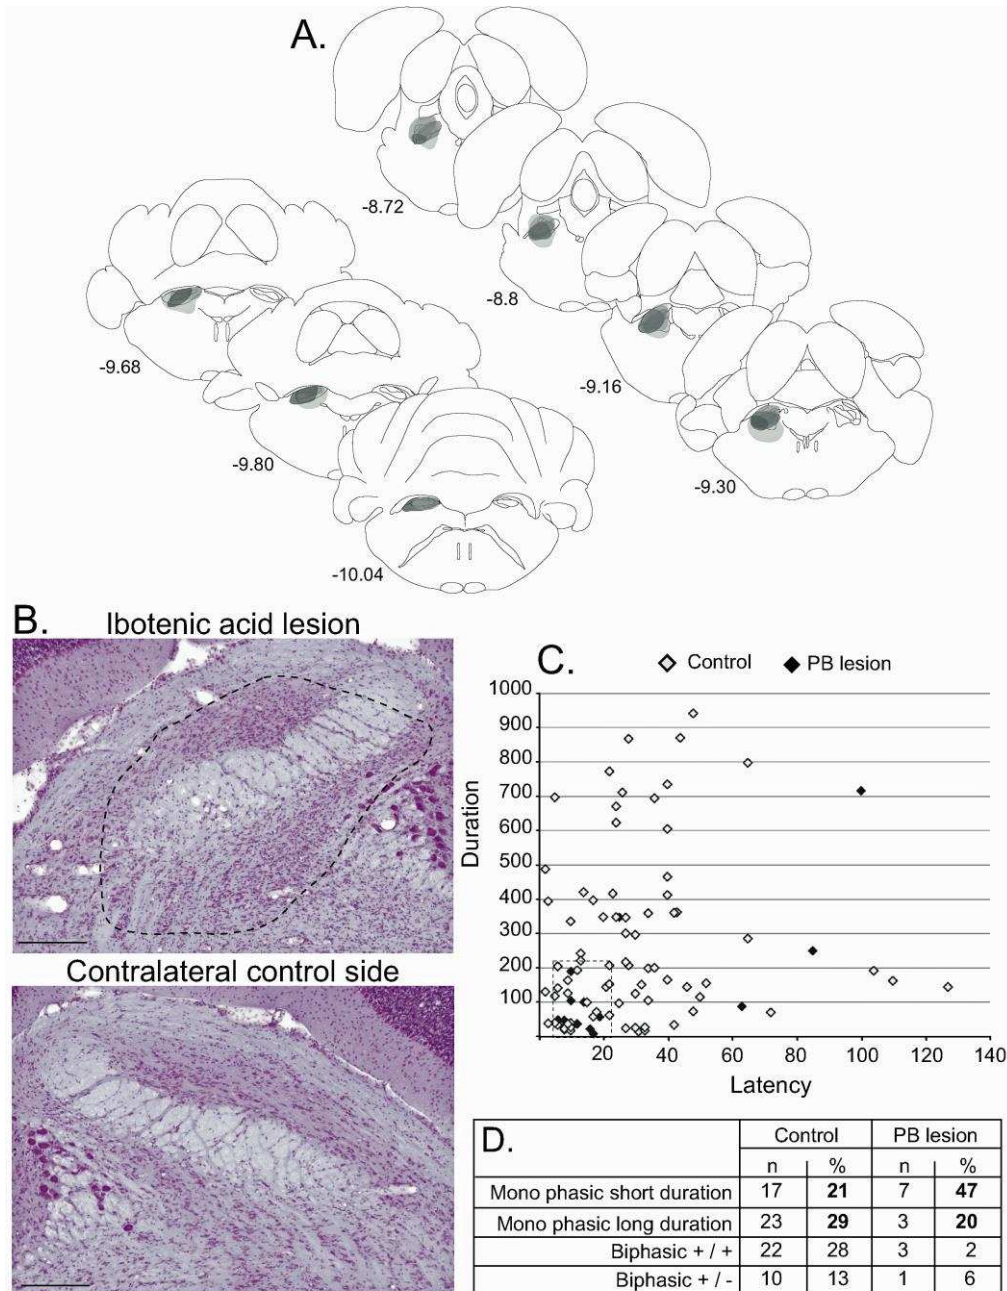 A.
-8.72
-8.8
-9.68
-9.16
-9.80
-9.30
-10.04
B.
Ibotenic acid lesion
Contralateral control side
C.
Control PB lesion
1000
900
800
700
600
500
400
300
200
100
Duration
20 40 60 80 100 120 140
Latency
D. Control PB lesion
n % n %
Mono phasic short duration 17 21 7 47
Mono phasic long duration 23 29 3 20
Biphasic + / + 22 28 3 2
Biphasic + / - 10 13 1 6